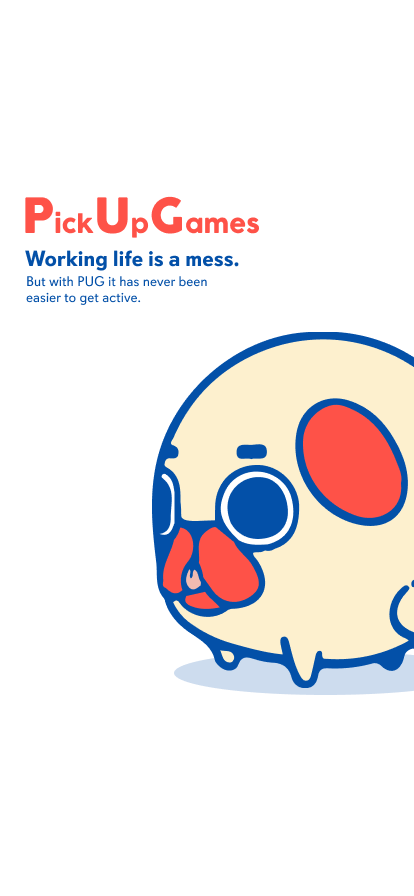 PickUpGames
Working life is a mess.
But with PUG it has never been
easier to get active.